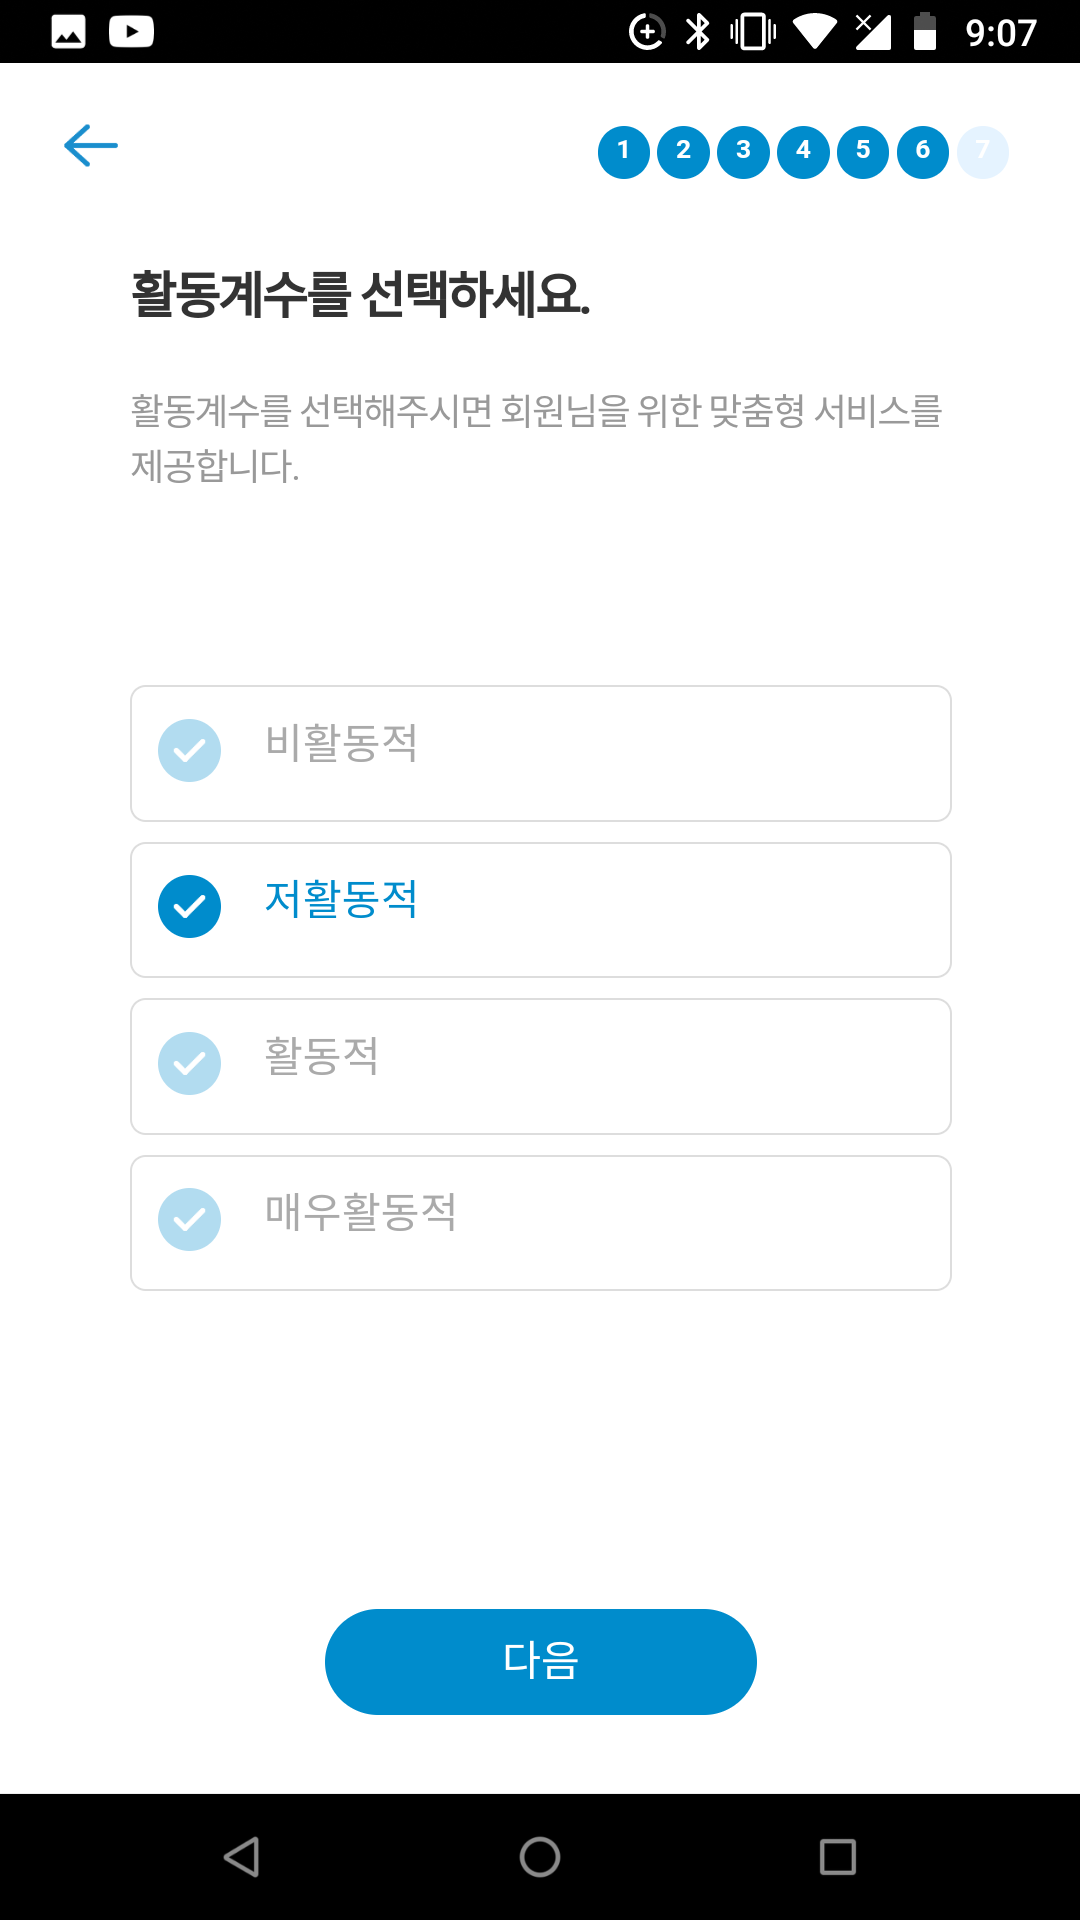 9:07
1 2 3 4 5 6 7
활동계수를 선택하세요.
활동계수를 선택해주시면 회원님을 위한 맞춤형 서비스를
제공합니다.
비활동적
저활동적
활동적
매우활동적
다음